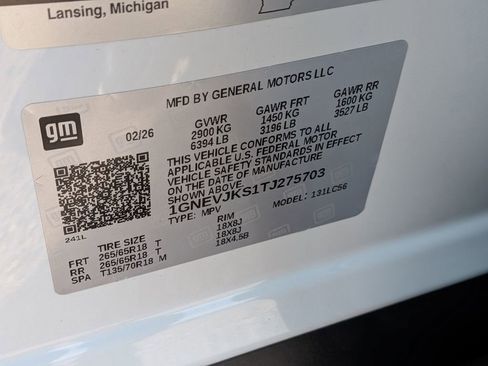 Lansing, Michigan
MFD BY GENERAL MOTORS LLC
gm
02/26
GVWR GAWR FRT GAWR RR
2900 KG 1450 KG 1600 KG
6394 LB 3196 LB 3527 LB
THIS VEHICLE CONFORMS TO ALL
APPLICABLE U.S. FEDERAL MOTOR
VEHICLE SAFETY STANDARDS IN EFFECT
ON THE DATE OF MANUFACTURE
SHOWN ABOVE
1GNEVJKS1TJ275703
TYPE: MPV MODEL: 131LC56
241L
TIRE SIZE RIM
FRT 265/65R18 T 18X8J
RR 265/65R18 T 18X8J
SPA T135/70R18 M 18X4.5B